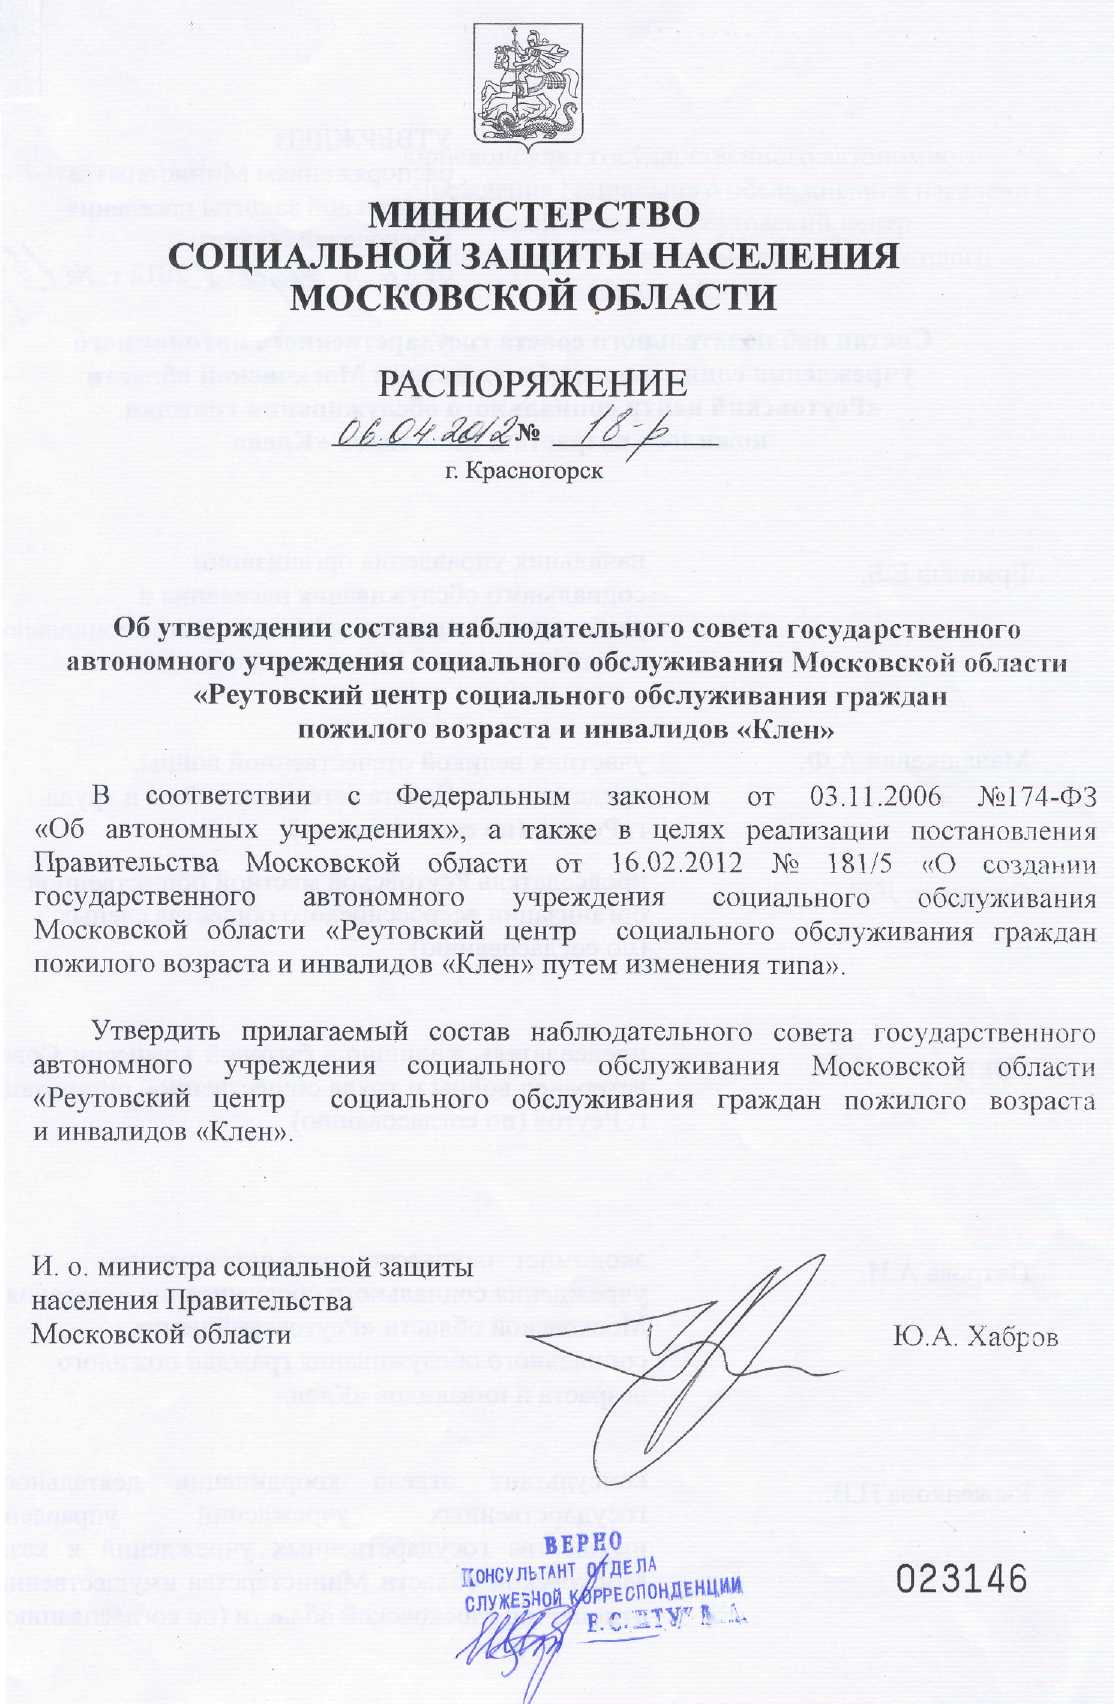 МИНИСТЕРСТВО
СОЦИАЛЬНОЙ ЗАЩИТЫ НАСЕЛЕНИЯ
МОСКОВСКОЙ ОБЛАСТИ
РАСПОРЯЖЕНИЕ
06.04.2012 № 18-р
г. Красногорск
Об утверждении состава наблюдательного совета государственного
автономного учреждения социального обслуживания Московской области
«Реутовский центр социального обслуживания граждан
пожилого возраста и инвалидов «Клен»
В соответствии с Федеральным законом от 03.11.2006 №174-ФЗ
«Об автономных учреждениях», а также в целях реализации постановления
Правительства Московской области от 16.02.2012 № 181/5 «О создании
государственного автономного учреждения социального обслуживания
Московской области «Реутовский центр социального обслуживания граждан
пожилого возраста и инвалидов «Клен» путем изменения типа».
Утвердить прилагаемый состав наблюдательного совета государственного
автономного учреждения социального обслуживания Московской области
«Реутовский центр социального обслуживания граждан пожилого возраста
и инвалидов «Клен».
И. о. министра социальной защиты
населения Правительства
Московской области
Ю.А. Хабров
ВЕРНО
КОНСУЛЬТАНТ ОТДЕЛА
СЛУЖЕБНОЙ КОРРЕСПОНДЕНЦИИ
023146